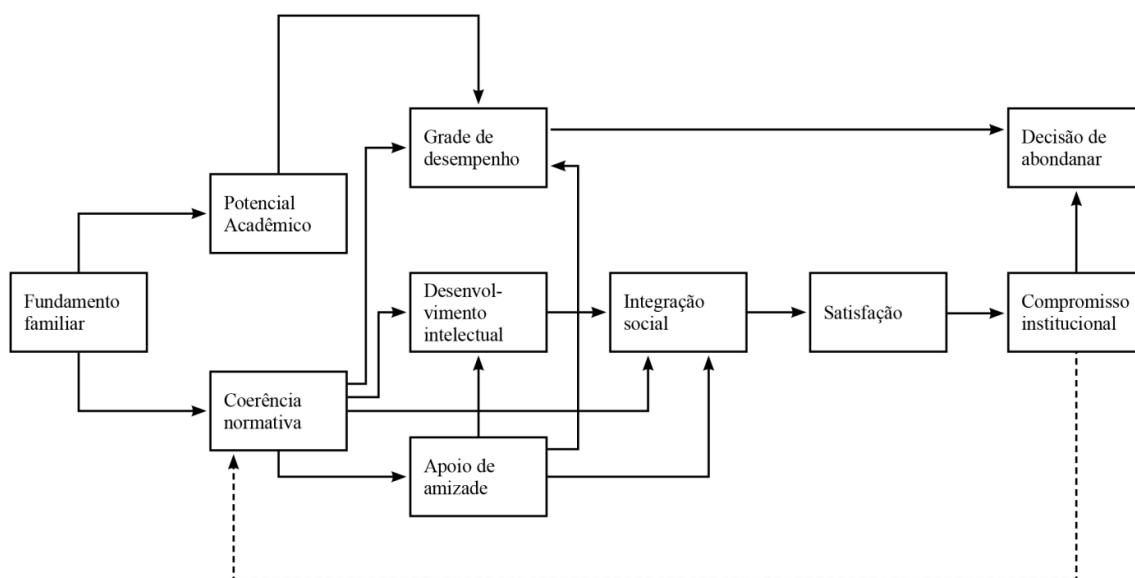 Grade de
desempenho
Decisão de
abondanar
Potencial
Acadêmico
Fundamento
familiar
Desenvol-
vimento
intelectual
Integração
social
Satisfação
Compromisso
institucional
Coerência
normativa
Apoio de
amizade